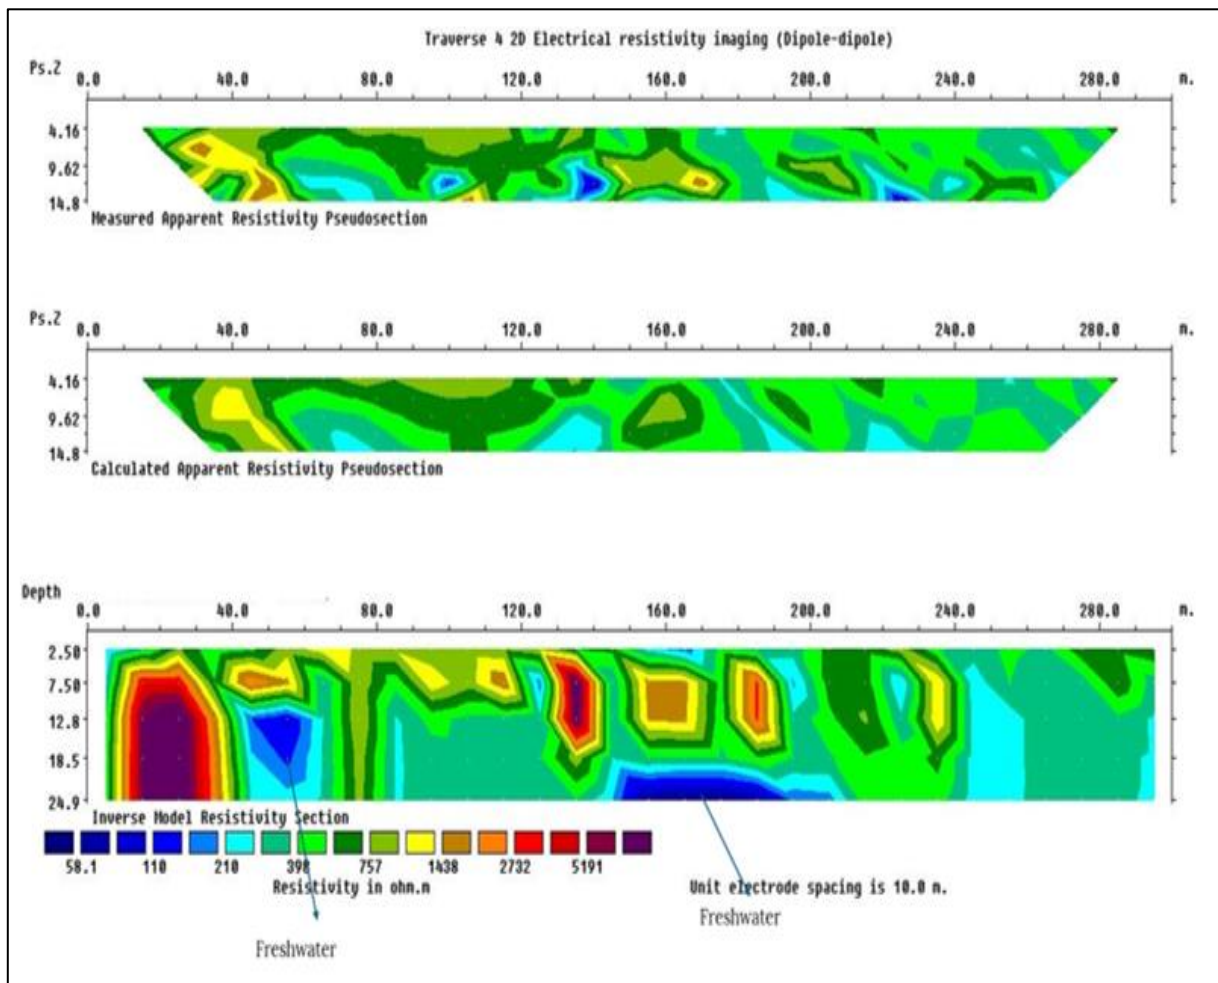 Traverse 4 2D Electrical resistivity imaging (Dipole-dipole)
Ps.Z 0.0 40.0 80.0 120.0 160.0 200.0 240.0 280.0 m.
4.16
9.62
14.8
Measured Apparent Resistivity Pseudosection
Ps.Z 0.0 40.0 80.0 120.0 160.0 200.0 240.0 280.0 m.
4.16
9.62
14.8
Calculated Apparent Resistivity Pseudosection
Depth 0.0 40.0 80.0 120.0 160.0 200.0 240.0 280.0 m.
2.50
7.50
12.8
18.5
24.9
Inverse Model Resistivity Section
58.1 110 210 398 757 1438 2732 5191
Resistivity in ohm.m Unit electrode spacing is 10.0 m.
Freshwater
Freshwater